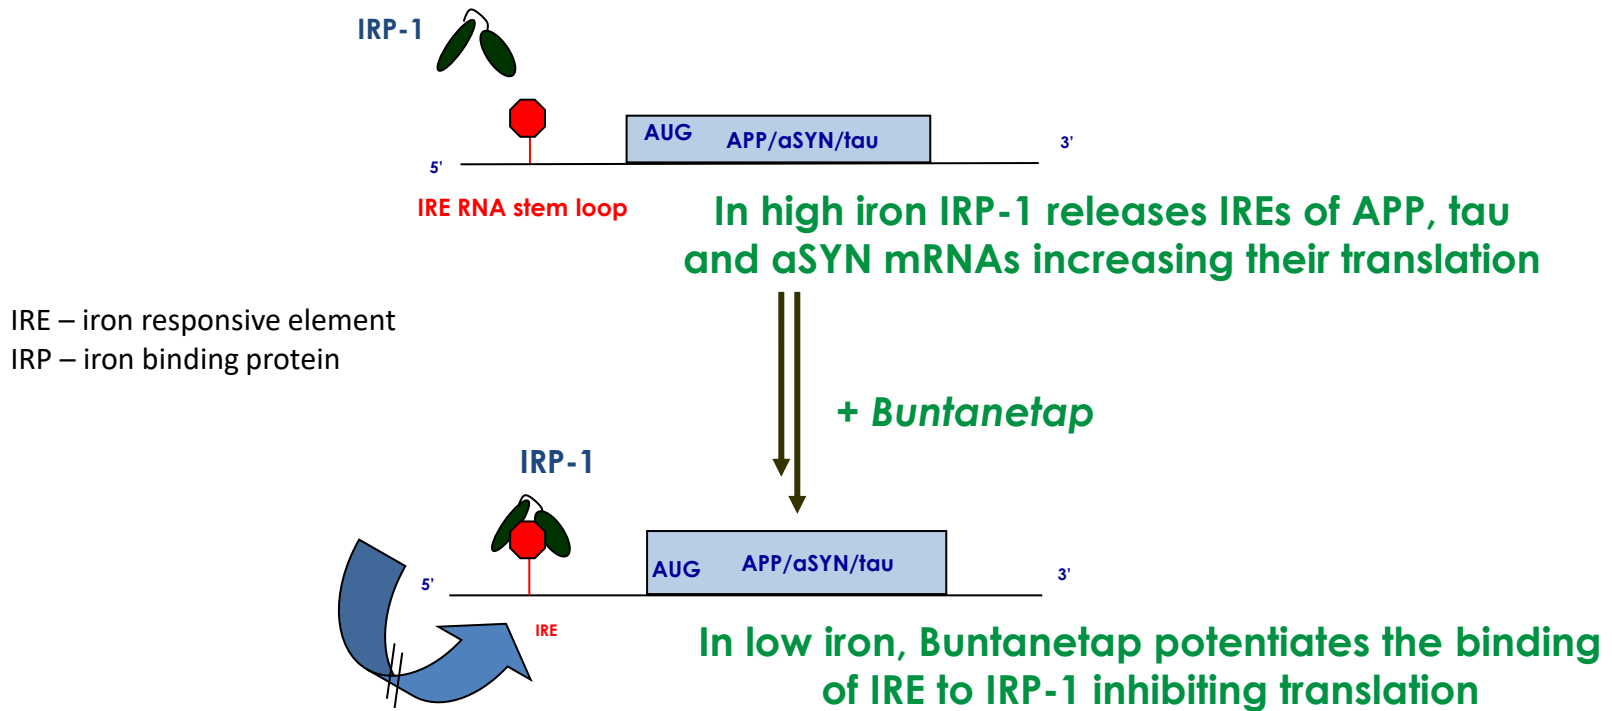 IRP-1
AUG
APP/aSYN/tau
5’
3’
IRE RNA stem loop
In high iron IRP-1 releases IREs of APP, tau
and aSYN mRNAs increasing their translation
IRE – iron responsive element
IRP – iron binding protein
+ Buntanetap
IRP-1
AUG
APP/aSYN/tau
5’
3’
IRE
In low iron, Buntanetap potentiates the binding
of IRE to IRP-1 inhibiting translation